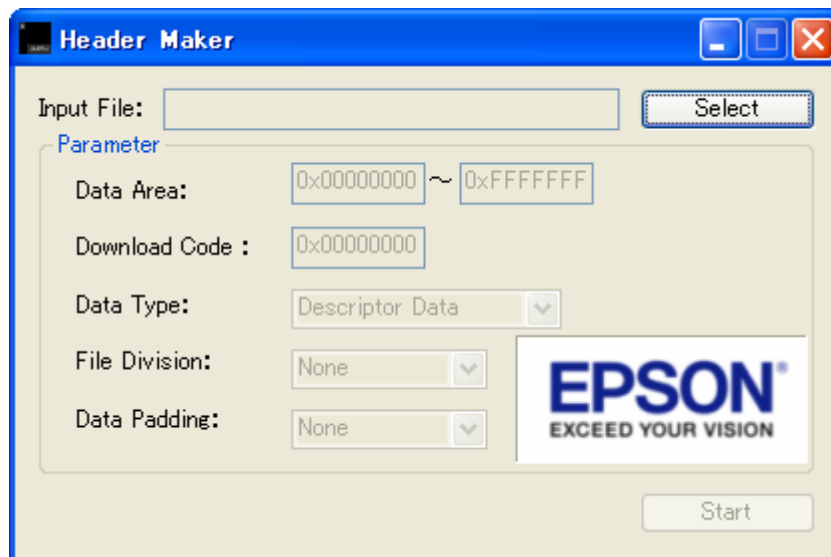 Header Maker
Input File: Select
Parameter
Data Area: 0x00000000 ～ 0xFFFFFFF
Download Code : 0x00000000
Data Type: Descriptor Data
File Division: None
Data Padding: None
EPSON®
EXCEED YOUR VISION
Start